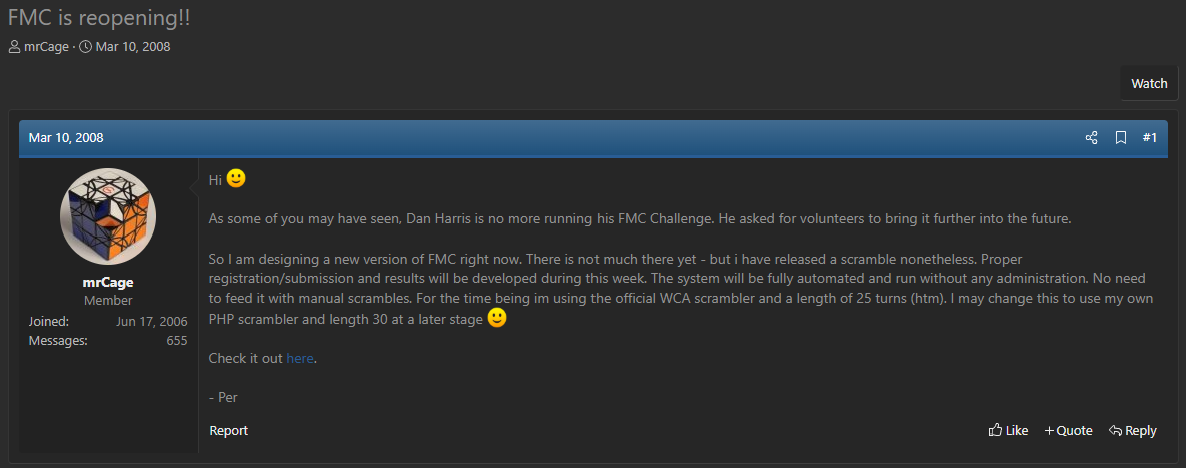 FMC is reopening!!
mrCage · Mar 10, 2008
Watch
Mar 10, 2008
#1
Hi
As some of you may have seen, Dan Harris is no more running his FMC Challenge. He asked for volunteers to bring it further into the future.
So I am designing a new version of FMC right now. There is not much there yet - but i have released a scramble nonetheless. Proper
registration/submission and results will be developed during this week. The system will be fully automated and run without any administration. No need
to feed it with manual scrambles. For the time being im using the official WCA scrambler and a length of 25 turns (htm). I may change this to use my own
PHP scrambler and length 30 at a later stage
Check it out here.
- Per
mrCage
Member
Joined: Jun 17, 2006
Messages: 655
Report
Like
+Quote
Reply